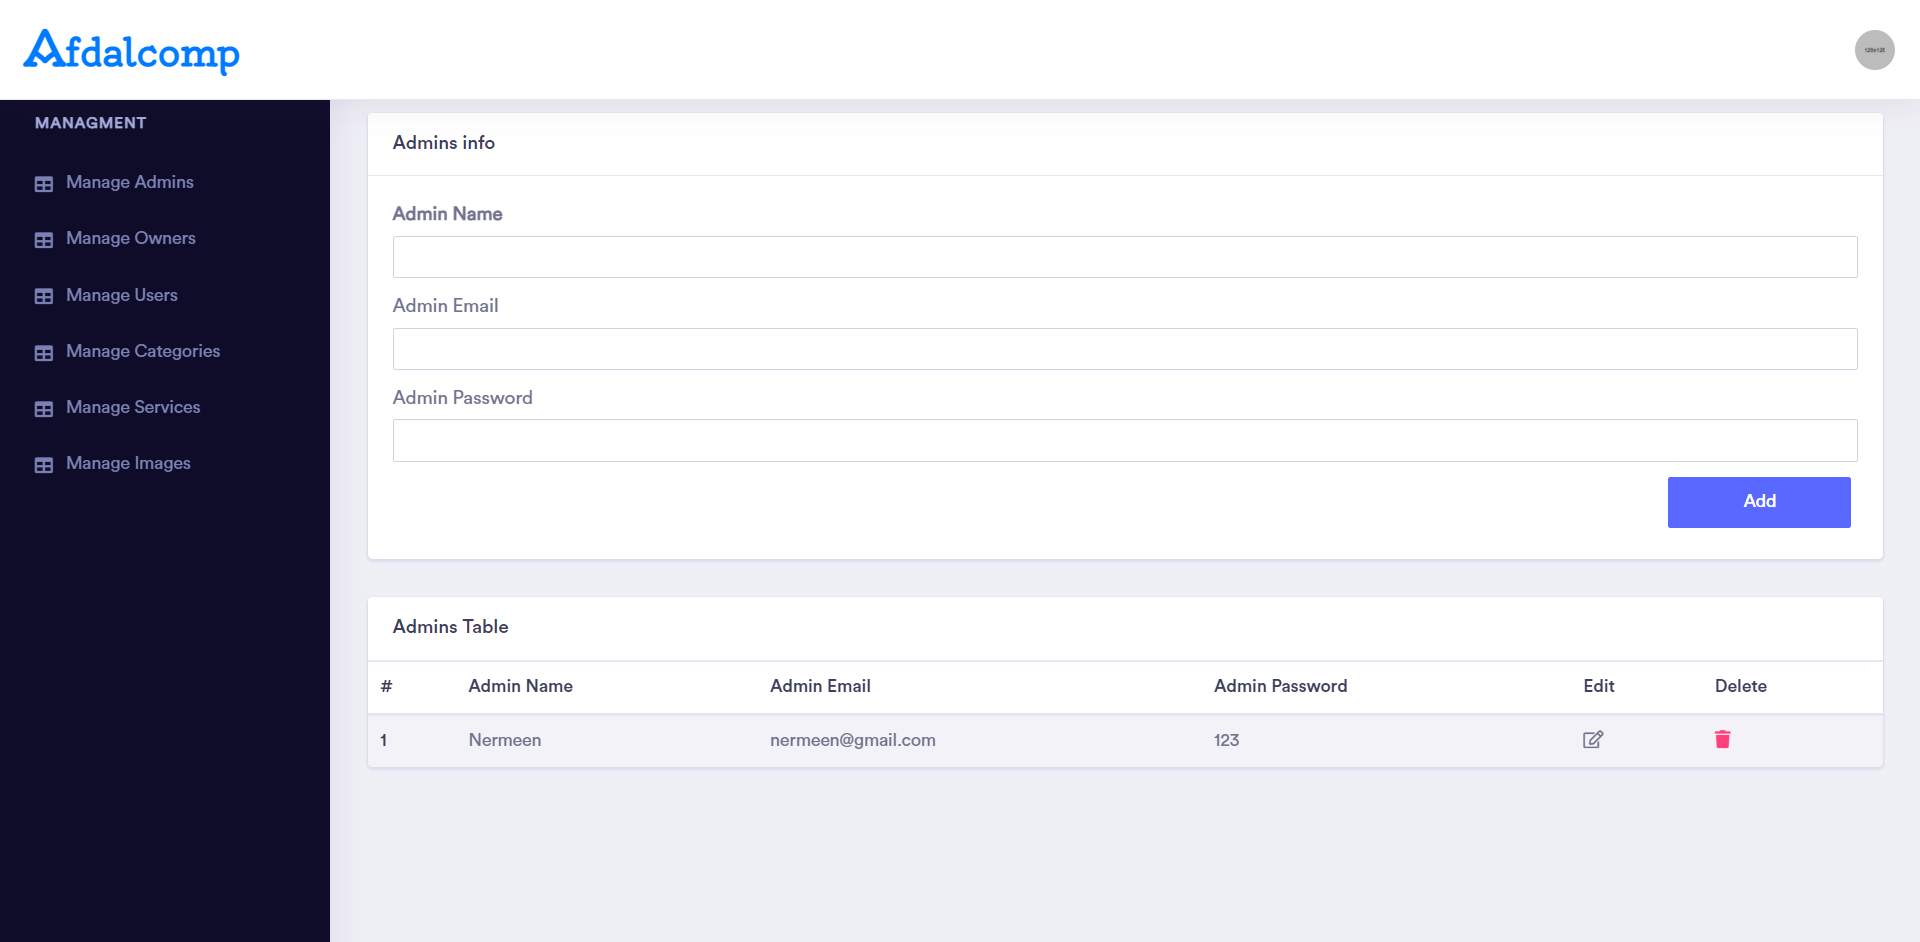 Afdalcomp
120x120
MANAGMENT
Manage Admins
Manage Owners
Manage Users
Manage Categories
Manage Services
Manage Images
Admins info
Admin Name
Admin Email
Admin Password
Add
Admins Table
# Admin Name Admin Email Admin Password Edit Delete
1 Nermeen nermeen@gmail.com 123